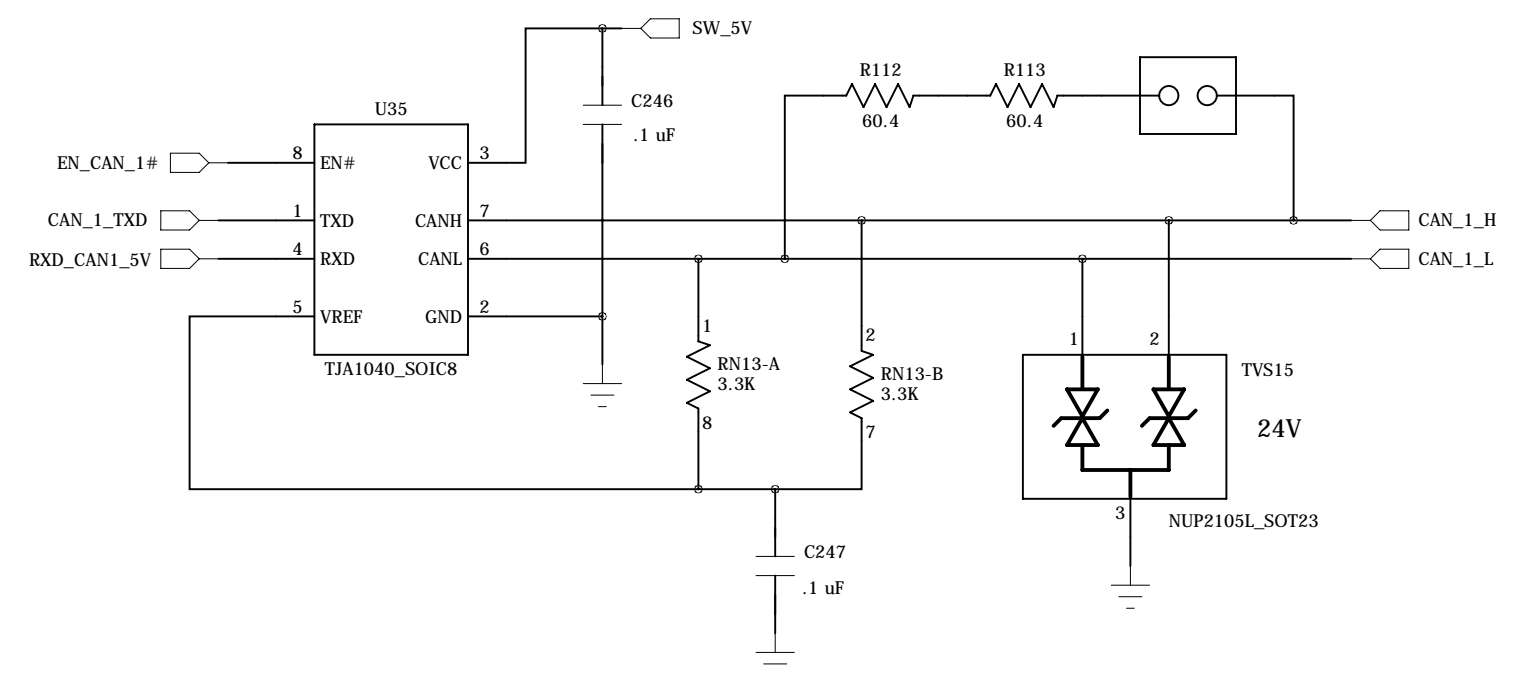 SW_5V
R112
R113
C246
60.4
60.4
U35
.1 uF
EN_CAN_1#
8
EN#
VCC
3
CAN_1_TXD
1
TXD
CANH
7
CAN_1_H
RXD_CAN1_5V
4
RXD
CANL
6
CAN_1_L
5
VREF
GND
2
1
2
1
2
TJA1040_SOIC8
RN13-A
3.3K
RN13-B
3.3K
TVS15
8
7
24V
3
NUP2105L_SOT23
C247
.1 uF